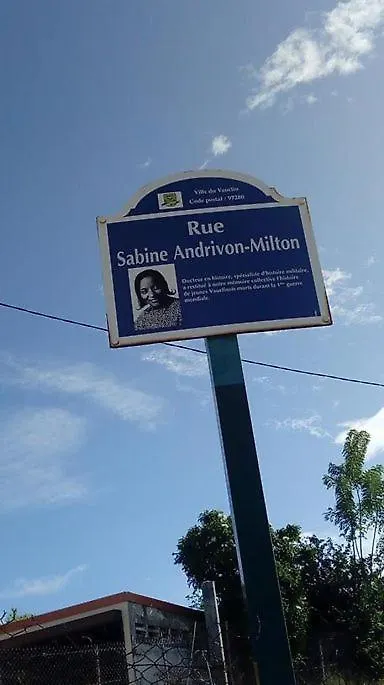 Ville du Vauclin
Code postal : 97280
Rue
Sabine Andrivon-Milton
Docteur en histoire, spécialiste d'histoire militaire,
a restitué à notre mémoire collective l'histoire
de jeunes Vauclinois morts durant la 1ère guerre
mondiale.